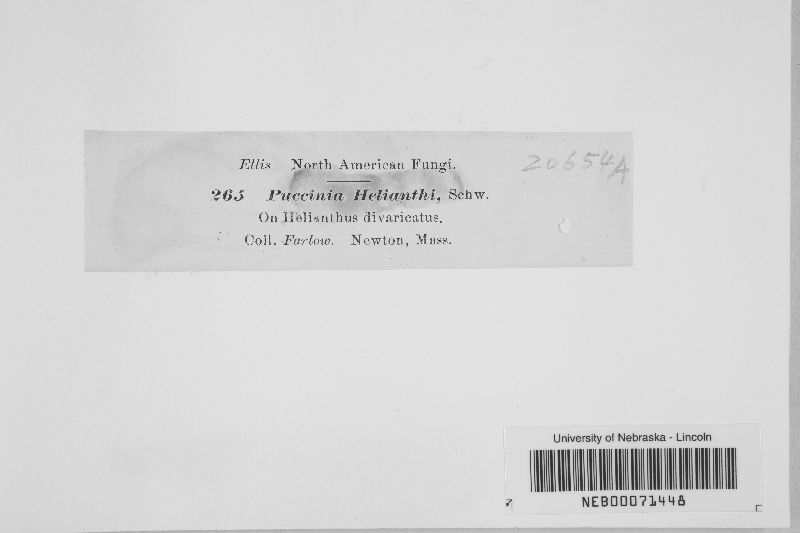 Ellis North American Fungi.
20654A
265 Puccinia Helianthi, Schw.
On Helianthus divaricatus.
Coll. Farlow. Newton, Mass.
University of Nebraska - Lincoln
NEB00071448